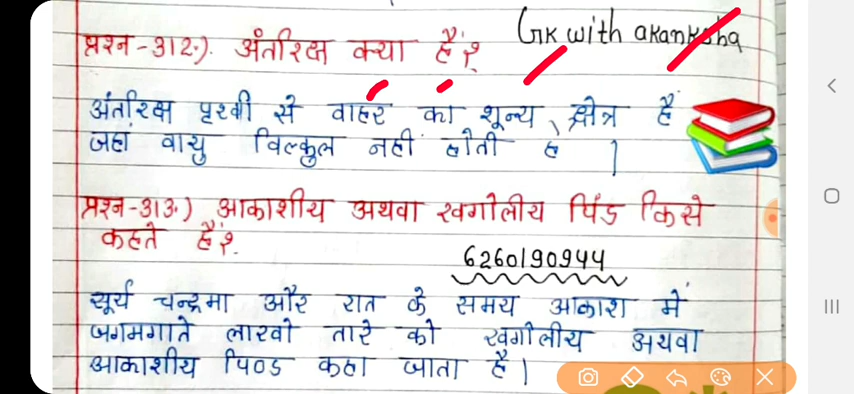 GK with akanksha
प्रश्न-312.). अंतरिक्ष क्या हैं?
अंतरिक्ष पृथ्वी से वाहर का शून्य क्षेत्र है
जहां वायु विल्कुल नहीं होती है |
प्रश्न-313.) आकाशीय अथवा खगोलीय पिंड किसे
कहते हैं?
6260190944
सूर्य चन्द्रमा और रात के समय आकाश में
जगमगाते लाखो तारे को खगोलीय अथवा
आकाशीय पिण्ड कहा जाता है |